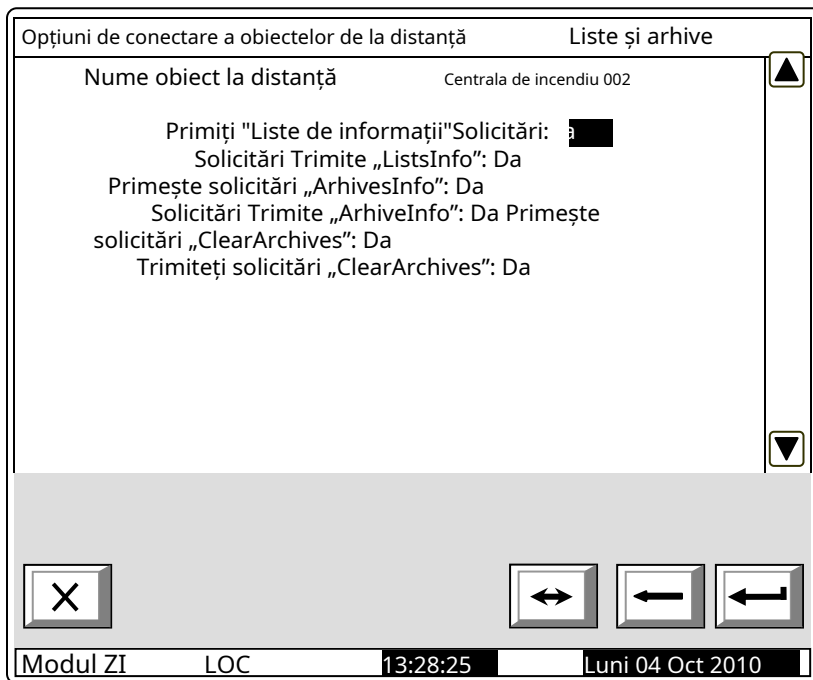 Opțiuni de conectare a obiectelor de la distanță Liste și arhive
Nume obiect la distanță Centrala de incendiu 002
Primiți "Liste de informații"Solicitări: a
Solicitări Trimite „ListsInfo”: Da
Primește solicitări „ArhivesInfo”: Da
Solicitări Trimite „ArhiveInfo”: Da Primește
solicitări „ClearArchives”: Da
Trimiteți solicitări „ClearArchives”: Da
Modul ZI LOC 13:28:25 Luni 04 Oct 2010